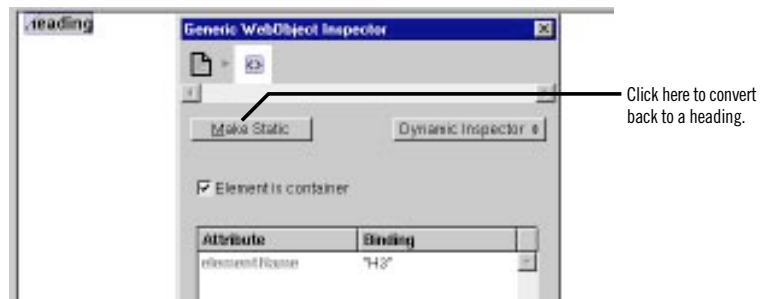 .leading
Generic WebObject Inspector
Click here to convert
back to a heading.
Make Static
Dynamic Inspector
Element is container
Attribute Binding
elementName "H3"